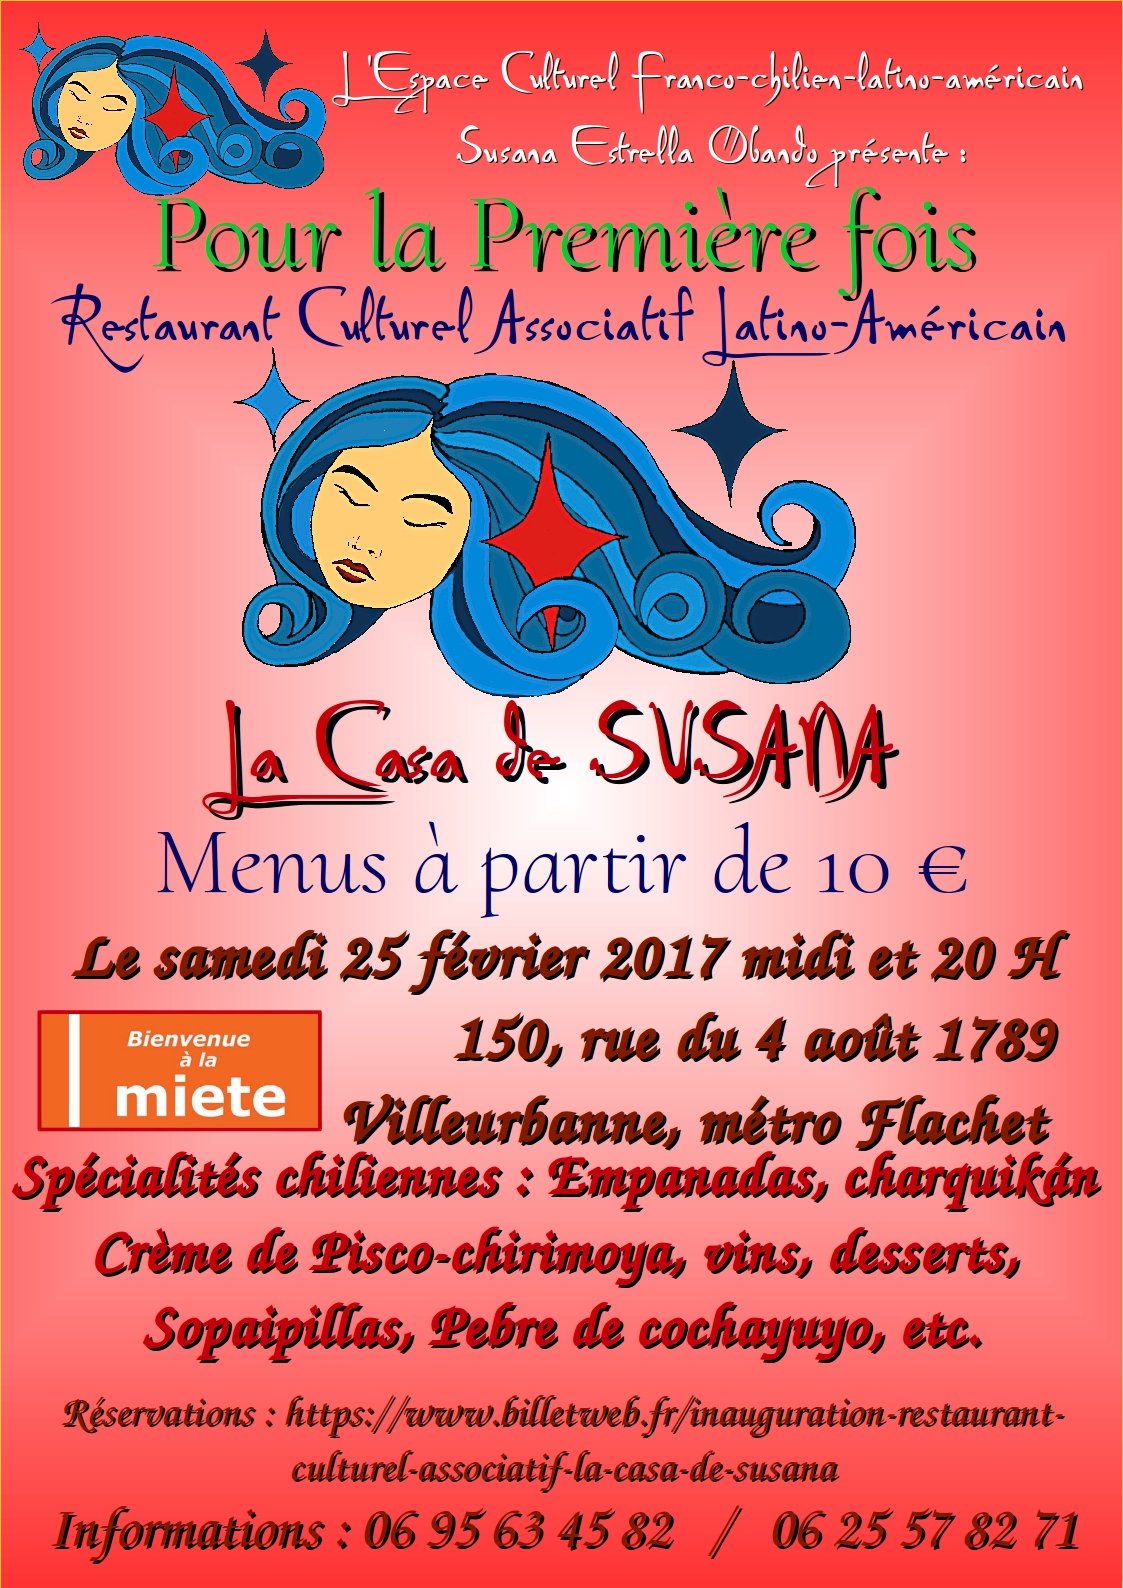 L'Espace Culturel Franco-chilien-latino-américain
Susana Estrella Obando présente :
Pour la Première fois
Restaurant Culturel Associatif Latino-Américain
La Casa de SUSANA
Menus à partir de 10 €
Le samedi 25 février 2017 midi et 20 H
150, rue du 4 août 1789
Villeurbanne, métro Flachet
Bienvenue
à la
miete
Spécialités chiliennes : Empanadas, charquikán
Crème de Pisco-chirimoya, vins, desserts,
Sopaipillas, Pebre de cochayuyo, etc.
Réservations : https://www.billetweb.fr/inauguration-restaurant-
culturel-associatif-la-casa-de-susana
Informations : 06 95 63 45 82 / 06 25 57 82 71